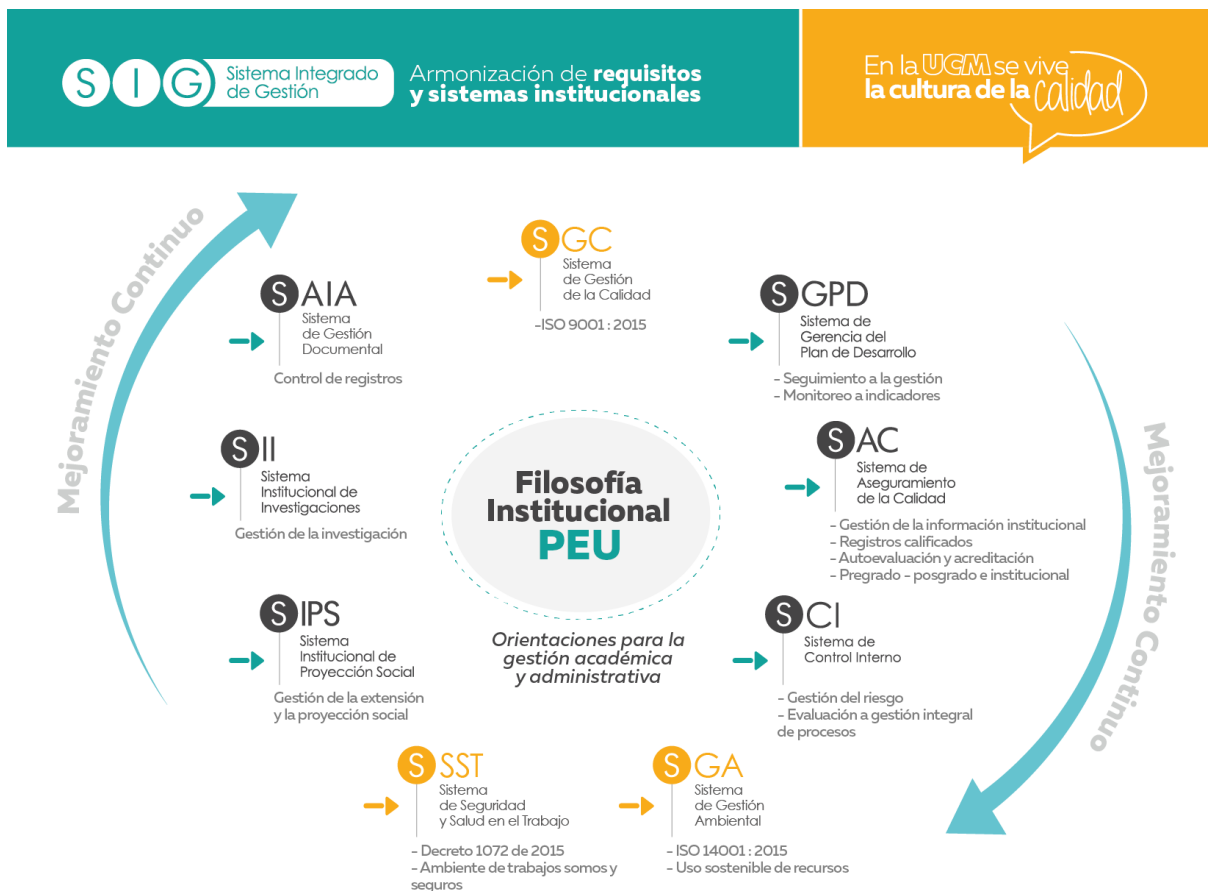 SIG Sistema Integrado
de Gestión
Armonización de requisitos
y sistemas institucionales
En la UCM se vive
la cultura de la calidad
Mejoramiento Continuo
SGC
Sistema
de Gestión
de la Calidad
-ISO 9001 : 2015
SAIA
Sistema
de Gestión
Documental
Control de registros
SGPD
Sistema de
Gerencia del
Plan de Desarrollo
- Seguimiento a la gestión
- Monitoreo a indicadores
SII
Sistema
Institucional de
Investigaciones
Gestión de la investigación
Filosofía
Institucional
PEU
Orientaciones para la
gestión académica
y administrativa
SAC
Sistema de
Aseguramiento
de la Calidad
- Gestión de la información institucional
- Registros calificados
- Autoevaluación y acreditación
- Pregrado - posgrado e institucional
Mejoramiento Continuo
SIPS
Sistema
Institucional de
Proyección Social
Gestión de la extensión
y la proyección social
SCI
Sistema de
Control Interno
- Gestión del riesgo
- Evaluación a gestión integral
de procesos
SSST
Sistema
de Seguridad
y Salud en el Trabajo
- Decreto 1072 de 2015
- Ambiente de trabajos somos y
seguros
SGA
Sistema
de Gestión
Ambiental
- ISO 14001 : 2015
- Uso sostenible de recursos